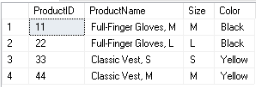 ProductID ProductName Size Color
1 11 Full-Finger Gloves, M M Black
2 22 Full-Finger Gloves, L L Black
3 33 Classic Vest, S S Yellow
4 44 Classic Vest, M M Yellow